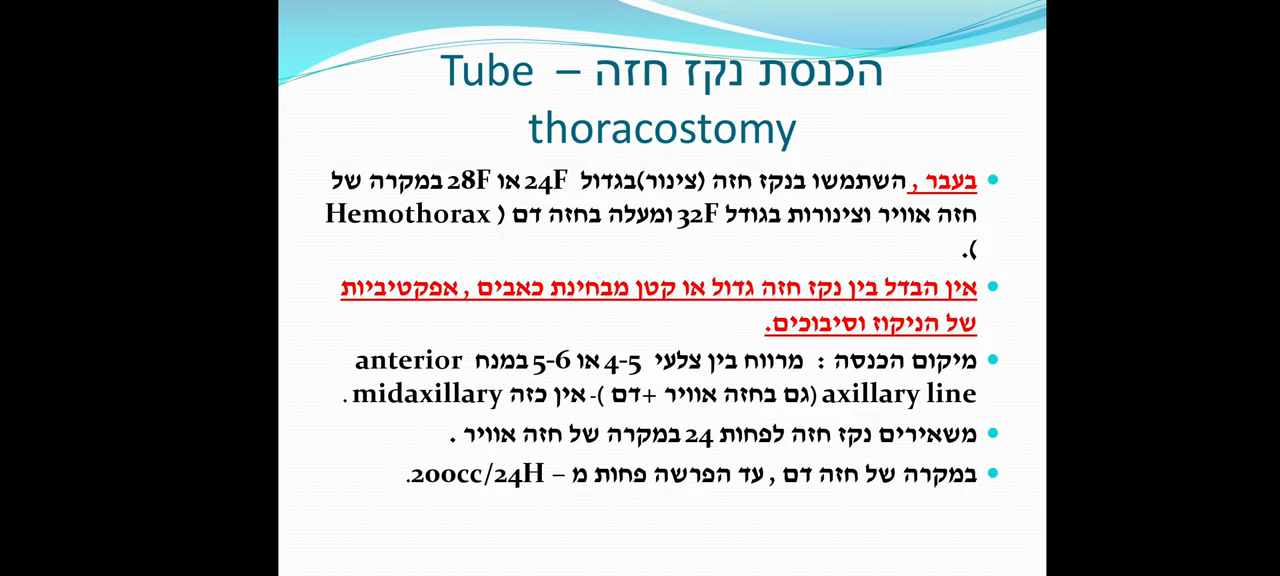 הכנסת נקז חזה – Tube
thoracostomy
בעבר , השתמשו בנקז חזה (צינור)בגדול 24F או 28F במקרה של
חזה אוויר וצינורות בגודל 32F ומעלה בחזה דם ( Hemothorax
).
אין הבדל בין נקז חזה גדול או קטן מבחינת כאבים , אפקטיביות
של הניקוז וסיבוכים.
מיקום הכנסה : מרווח בין צלעי 4-5 או 5-6 במנח anterior
axillary line (גם בחזה אוויר +דם )- אין כזה midaxillary .
משאירים נקז חזה לפחות 24 במקרה של חזה אוויר .
במקרה של חזה דם , עד הפרשה פחות מ – 200cc/24H.